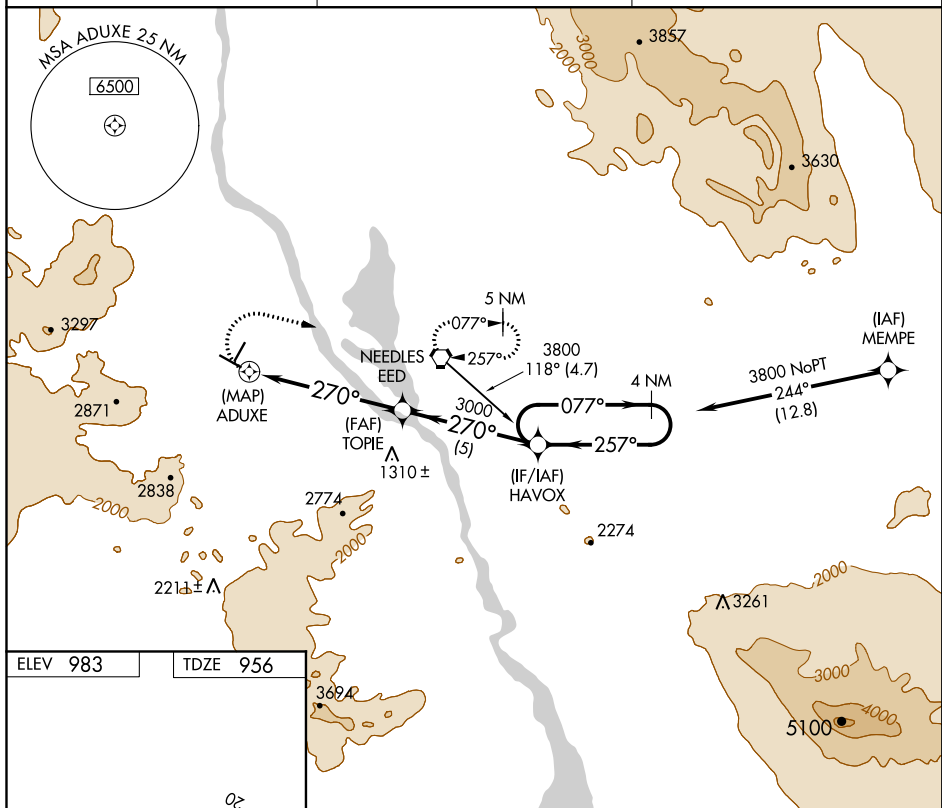 MSA ADUXE 25 NM
6500
3000
2000
3857
3630
3297
5 NM
077°
257°
NEEDLES
EED
3800
118° (4.7)
(IAF)
MEMPE
3800 NoPT
244°
(12.8)
4 NM
077°
257°
(MAP)
ADUXE
270°
(FAF)
TOPIE
3000
270°
(5)
(IF/IAF)
HAVOX
2871
1310 ±
2838
2000
2774
2000
2274
2211 ±
2000
3261
3000
4000
5100
ELEV 983
TDZE 956
3694
20